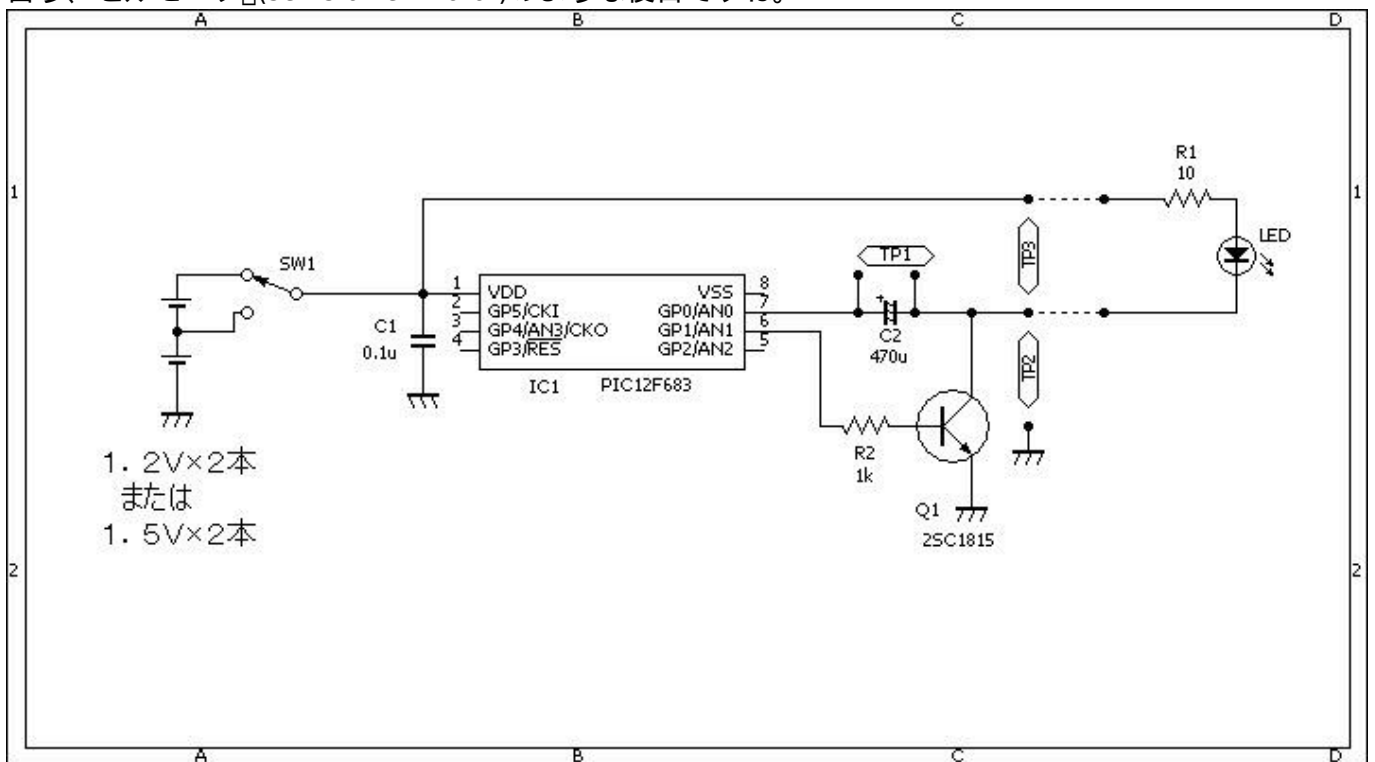 A B C D
R1
10
1 1
LED
TP3
TP1
SW1
1 VDD VSS 8
2 GP5/CKI GP0/AN0 7
3 GP4/AN3/CKO GP1/AN1 6
4 GP3/RES GP2/AN2 5
C1
0.1u
+
C2
470u
TP2
IC1 PIC12F683
R2
1k
1.2V×2本
または
1.5V×2本
Q1
2SC1815
2 2
A B C D